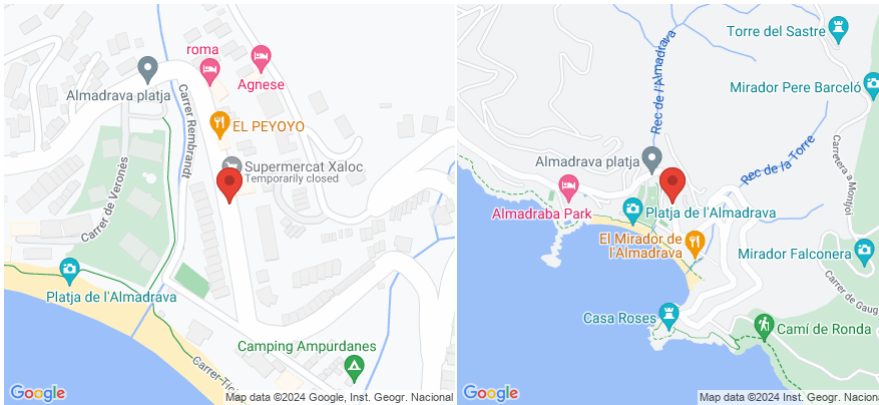 roma
Agnese
Almadrava platja
Carrer Rembrandt
EL PEYOYO
Supermercat Xaloc
Temporarily closed
Carrer de Veronès
Platja de l'Almadrava
Camping Ampurdanes
Carrer-Tic
Google
Map data ©2024 Google, Inst. Geogr. Nacional
Torre del Sastre
Rec de l'Almadrava
Mirador Pere Barceló
Almadrava platja
Rec de la Torre
Carretera a Montjoi
Almadraba Park
Platja de l'Almadrava
El Mirador de
l'Almadrava
Mirador Falconera
Carrer de Gaug
Casa Roses
Camí de Ronda
Google
Map data ©2024 Inst. Geogr. Nacional